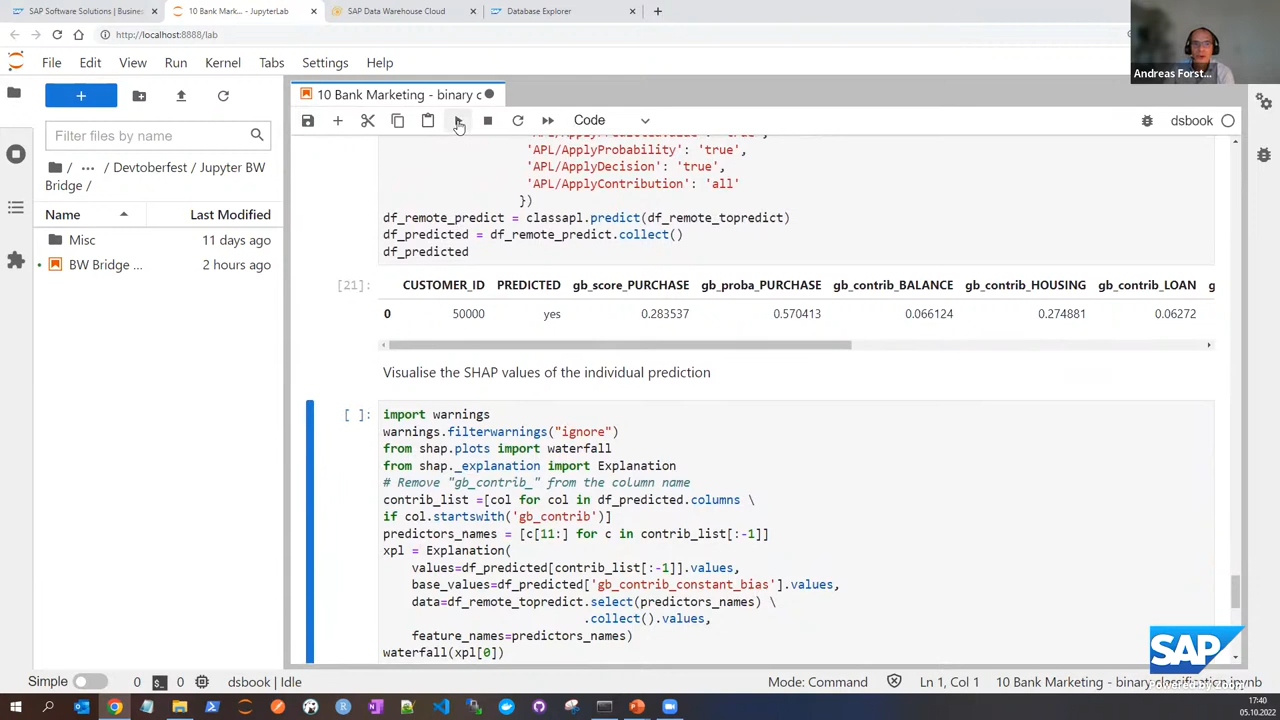 SAP Software Solutions | Busine
10 Bank Mark... - JupyterLab
SAP Data Warehouse Cloud
Database Explorer
http://localhost:8888/lab
Andreas Forst...
File Edit View Run Kernel Tabs Settings Help
10 Bank Marketing - binary c
Code
dsbook
Filter files by name
/ ... / Devtoberfest / Jupyter BW
Bridge /
Name Last Modified
Misc 11 days ago
BW Bridge ... 2 hours ago
'APL/ApplyProbability': 'true',
'APL/ApplyDecision': 'true',
'APL/ApplyContribution': 'all'
})
df_remote_predict = classapl.predict(df_remote_topredict)
df_predicted = df_remote_predict.collect()
df_predicted
[21]:
CUSTOMER_ID PREDICTED gb_score_PURCHASE gb_proba_PURCHASE gb_contrib_BALANCE gb_contrib_HOUSING gb_contrib_LOAN g
0 50000 yes 0.283537 0.570413 0.066124 0.274881 0.06272
Visualise the SHAP values of the individual prediction
[ ]:
import warnings
warnings.filterwarnings("ignore")
from shap.plots import waterfall
from shap._explanation import Explanation
# Remove "gb_contrib_" from the column name
contrib_list =[col for col in df_predicted.columns \
if col.startswith('gb_contrib')]
predictors_names = [c[11:] for c in contrib_list[:-1]]
xpl = Explanation(
values=df_predicted[contrib_list[:-1]].values,
base_values=df_predicted['gb_contrib_constant_bias'].values,
data=df_remote_topredict.select(predictors_names) \
.collect().values,
feature_names=predictors_names)
waterfall(xpl[0])
SAP
Simple 0 0 dsbook | Idle Mode: Command Ln 1, Col 1 10 Bank Marketing - binary classification.ipynb
17:40
05.10.2022